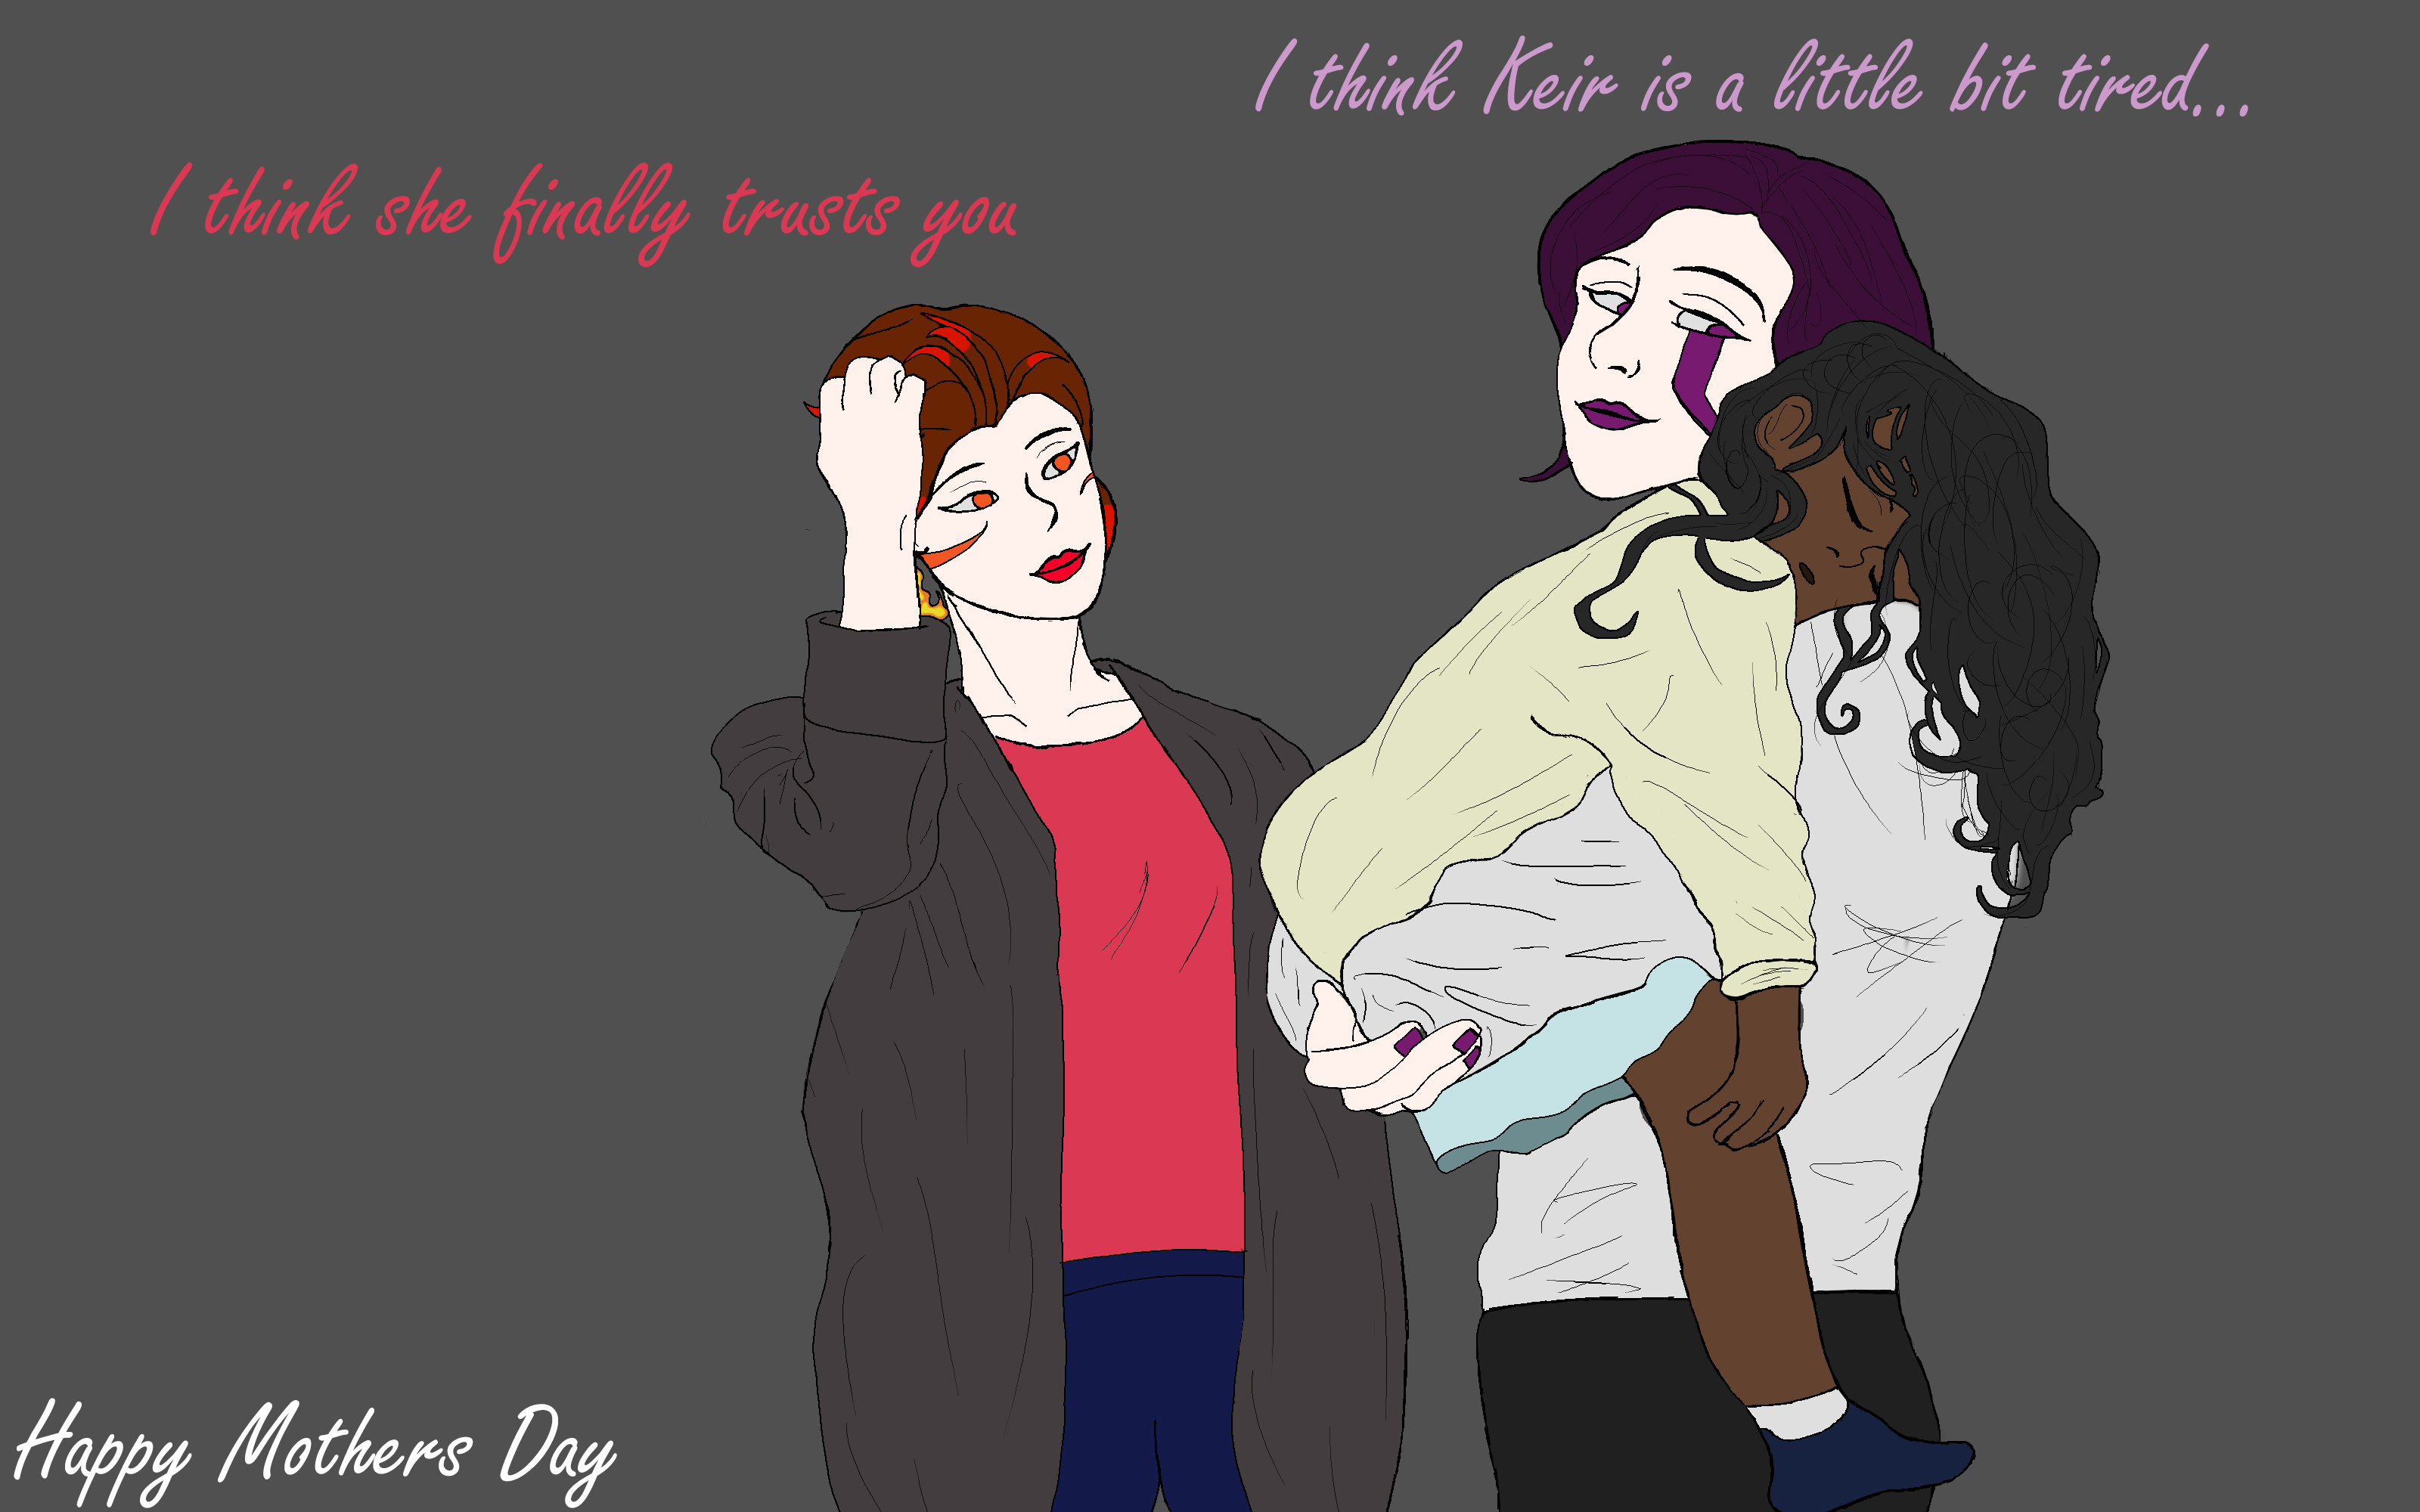 I think Keir is a little bit tired...
I think she finally trusts you
Happy Mothers Day